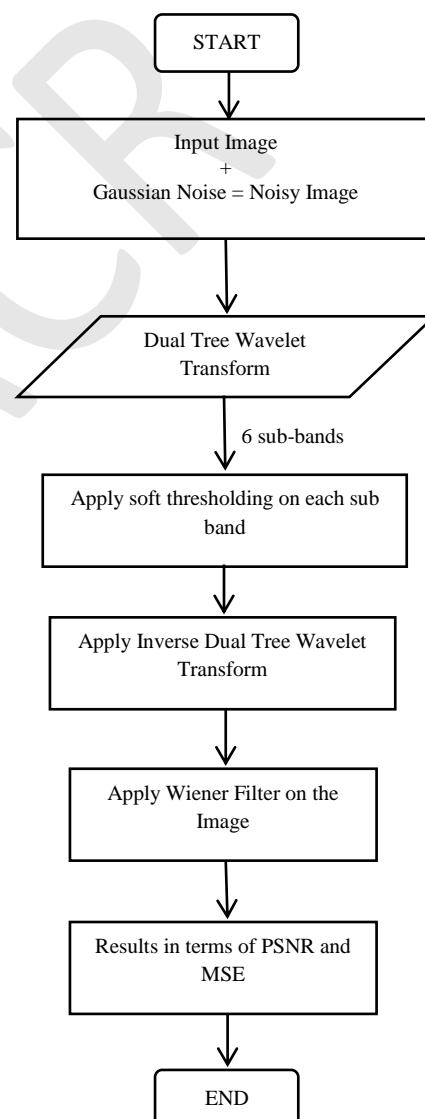 START
Input Image
+
Gaussian Noise = Noisy Image
Dual Tree Wavelet
Transform
6 sub-bands
Apply soft thresholding on each sub
band
Apply Inverse Dual Tree Wavelet
Transform
Apply Wiener Filter on the
Image
Results in terms of PSNR and
MSE
END